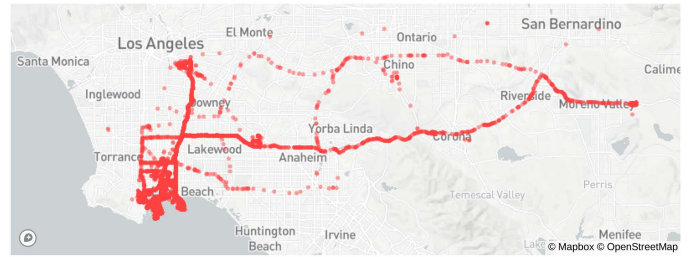 El Monte
San Bernardino
Los Angeles
Ontario
Santa Monica
Chino
Calime
Inglewood
Riverside
Downey
Moreno Valley
Yorba Linda
Torrance
Lakewood
Anaheim
Corona
Beach
Temescal Valley
Perris
Huntington
Beach
Irvine
Menifee
Lake
© Mapbox © OpenStreetMap